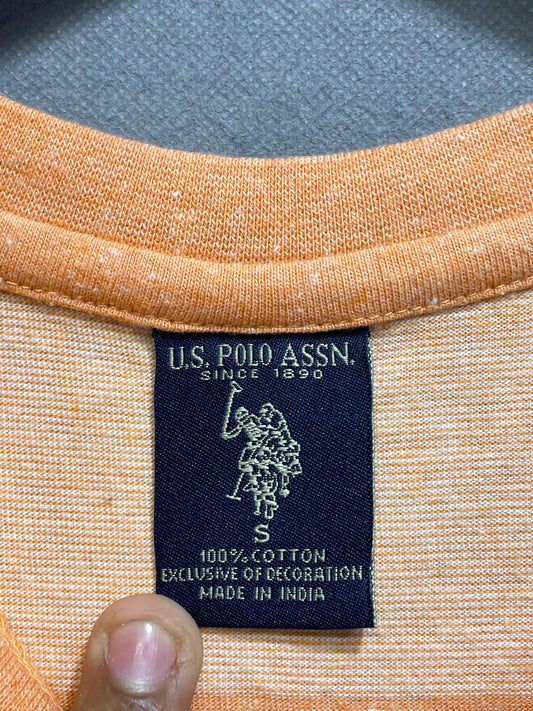 U.S. POLO ASSN.
SINCE 1890
S
100% COTTON
EXCLUSIVE OF DECORATION
MADE IN INDIA